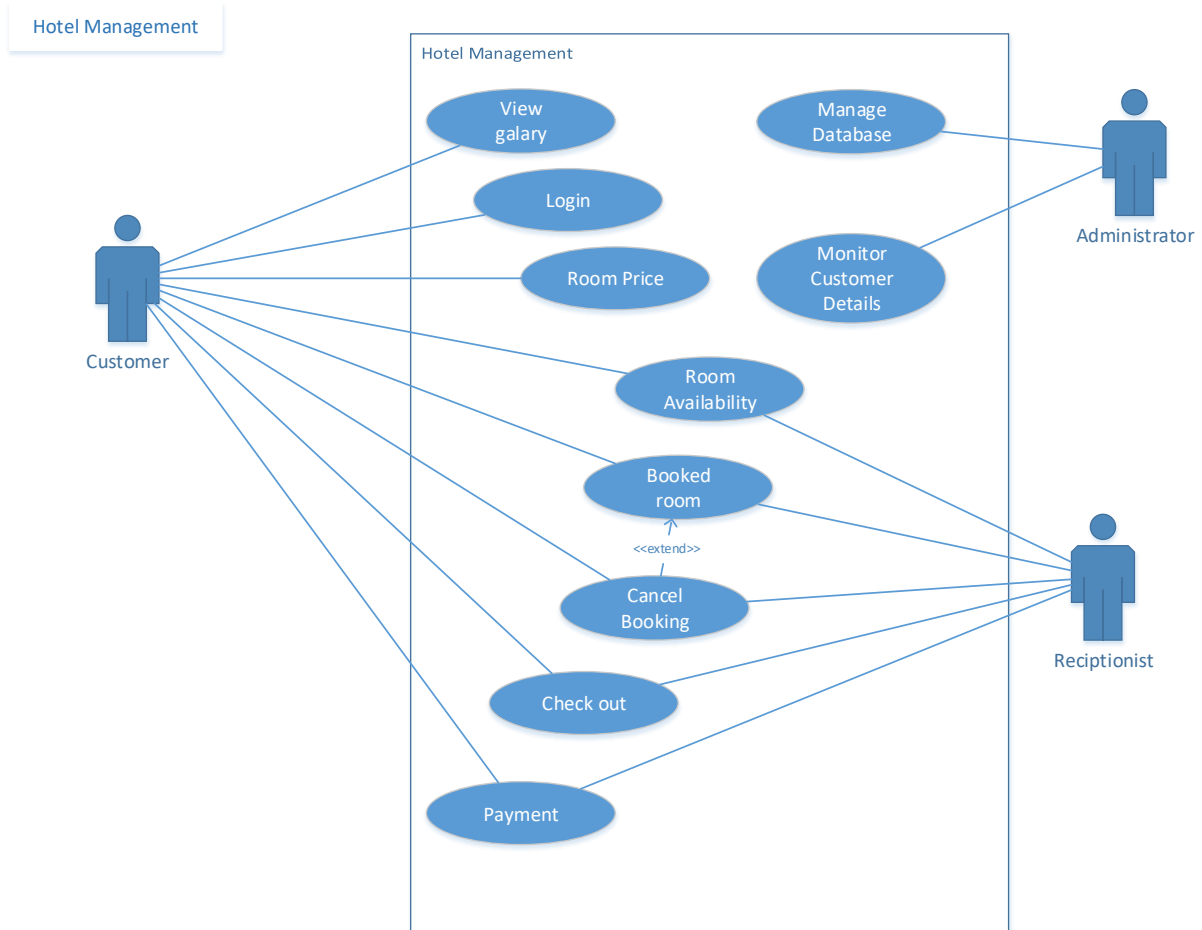 Hotel Management
Hotel Management
View
galary
Manage
Database
Login
Administrator
Room Price
Monitor
Customer
Details
Customer
Room
Availability
Booked
room
<<extend>>
Cancel
Booking
Reciptionist
Check out
Payment